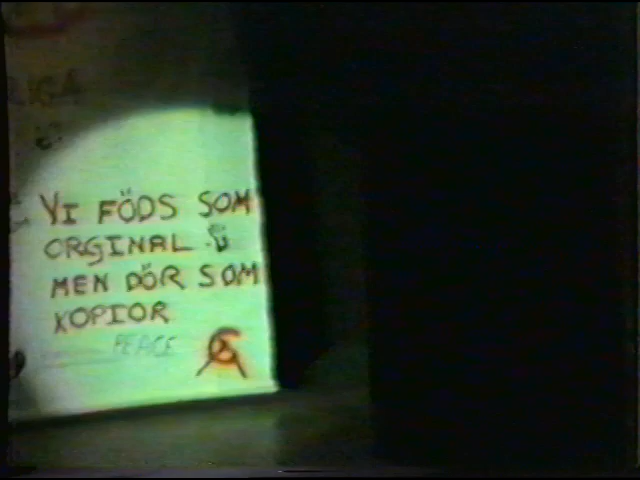 VI FÖDS SOM
ORGINAL
MEN DÖR SOM
KOPIOR
PEACE